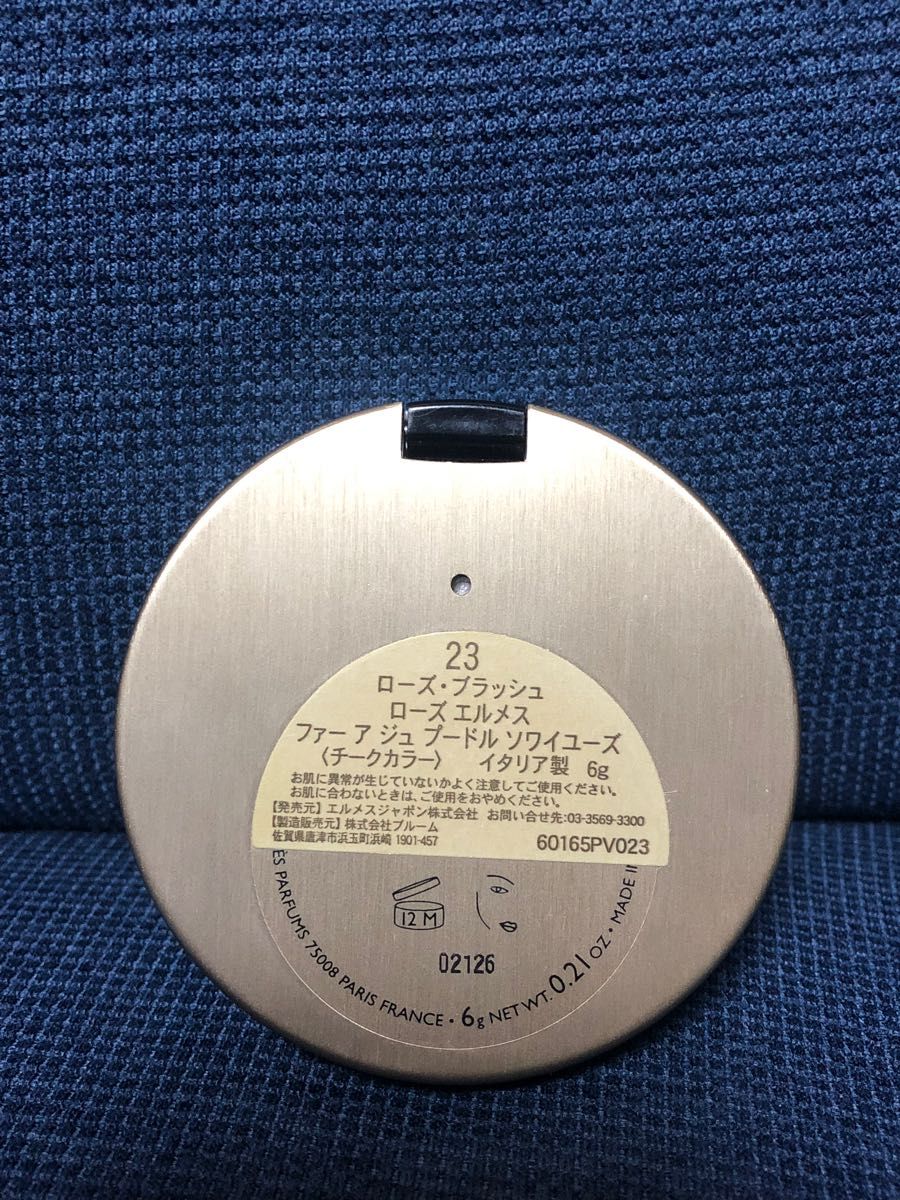 23
ローズ・ブラッシュ
ローズ エルメス
ファー ア ジュ プードル ソワイユーズ
〈チークカラー〉 イタリア製 6g
お肌に異常が生じていないかよく注意してご使用ください。
お肌に合わないときは、ご使用をおやめください。
【発売元】エルメスジャポン株式会社 お問い合せ先:03-3569-3300
【製造販売元】株式会社ブルーム
佐賀県唐津市浜玉町浜崎 1901-457 60165PV023
12 M
02126
ÈS PARFUMS 75008 PARIS FRANCE · 6g NET WT. 0.21 OZ · MADE IN